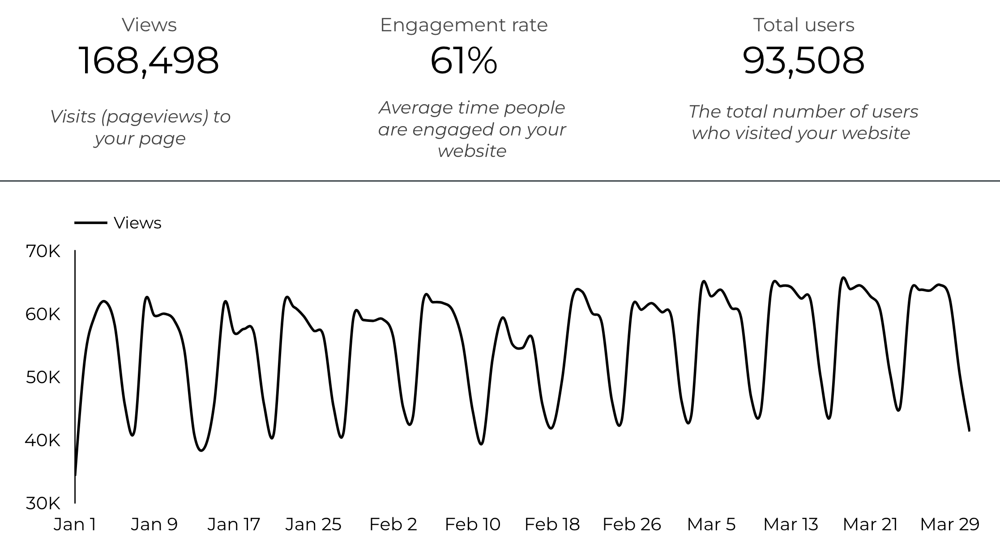 Views
168,498
Visits (pageviews) to
your page
Engagement rate
61%
Average time people
are engaged on your
website
Total users
93,508
The total number of users
who visited your website
Views
70K
60K
50K
40K
30K
Jan 1 Jan 9 Jan 17 Jan 25 Feb 2 Feb 10 Feb 18 Feb 26 Mar 5 Mar 13 Mar 21 Mar 29